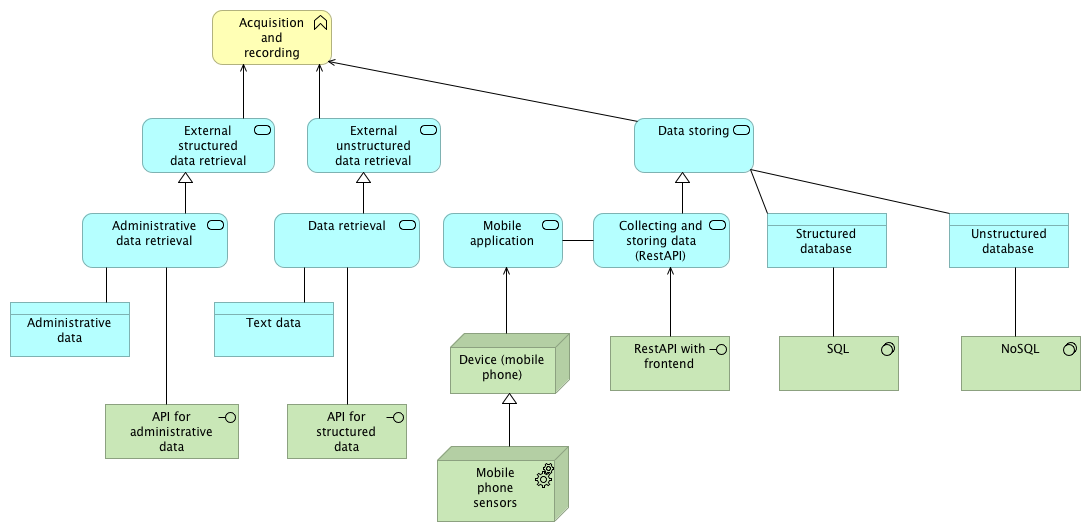 Acquisition
and
recording
External
structured
data retrieval
External
unstructured
data retrieval
Data storing
Administrative
data retrieval
Data retrieval
Mobile
application
Collecting and
storing data
(RestAPI)
Structured
database
Unstructured
database
Administrative
data
Text data
Device (mobile
phone)
RestAPI with
frontend
SQL
NoSQL
API for
administrative
data
API for
structured
data
Mobile
phone
sensors